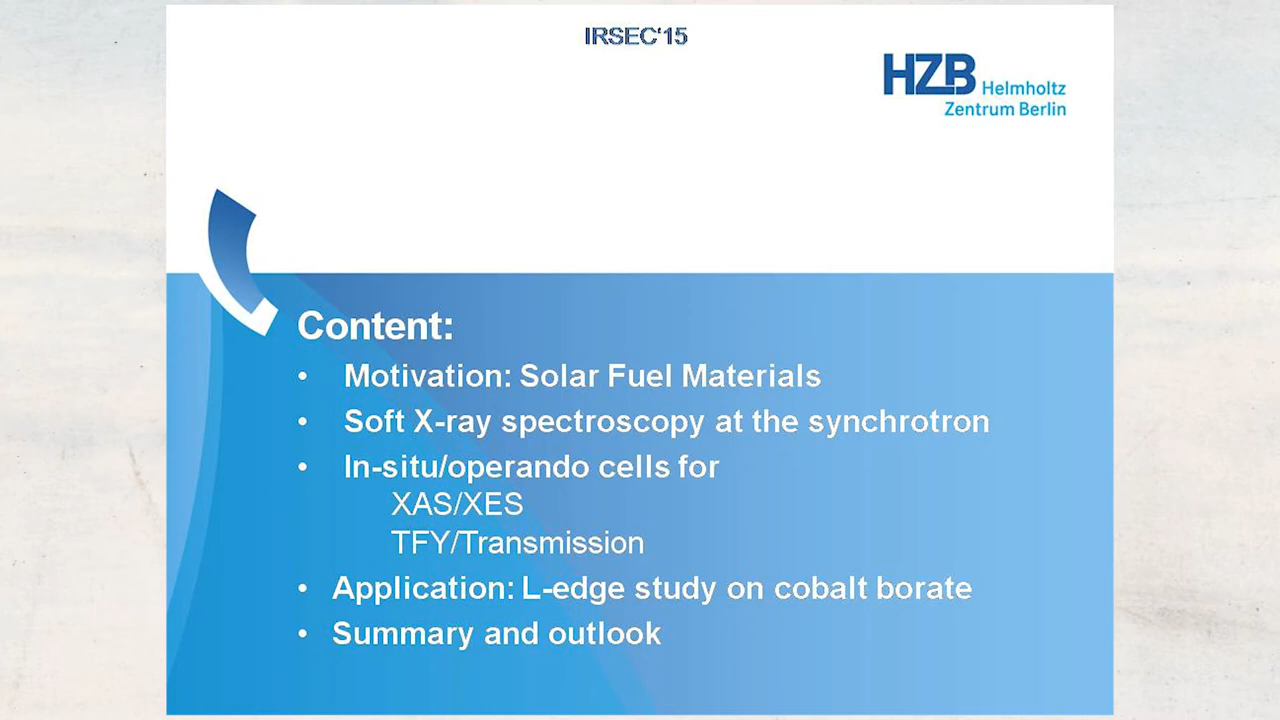 IRSEC'15
HZB Helmholtz
Zentrum Berlin
Content:
• Motivation: Solar Fuel Materials
• Soft X-ray spectroscopy at the synchrotron
• In-situ/operando cells for
XAS/XES
TFY/Transmission
• Application: L-edge study on cobalt borate
• Summary and outlook